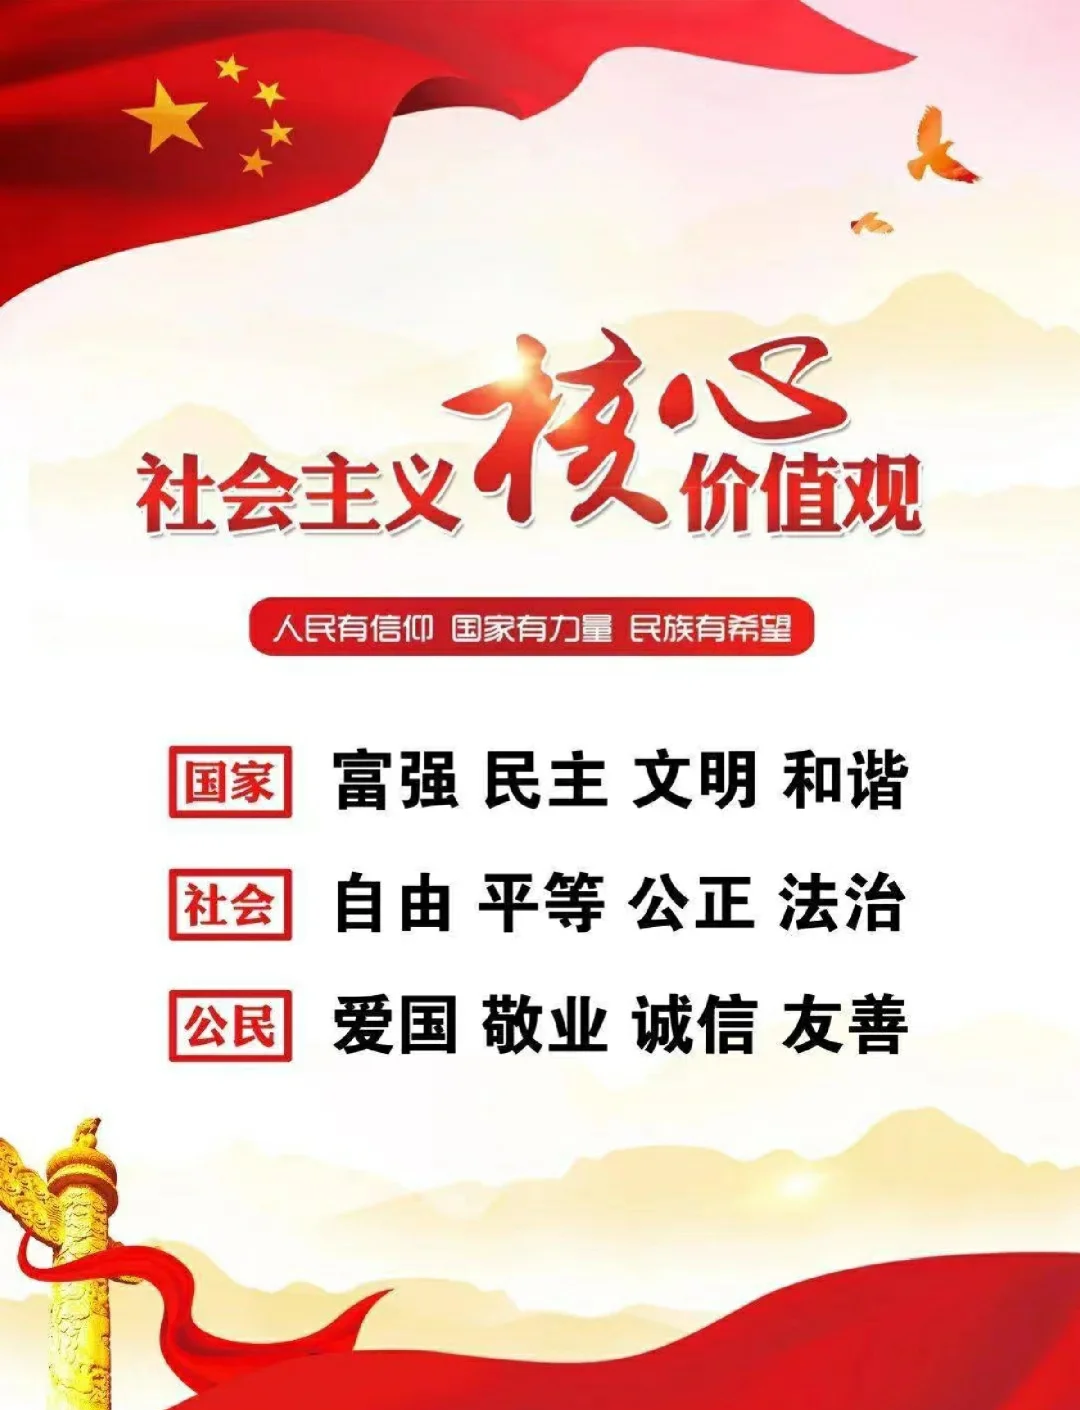 社会主义核心价值观
人民有信仰 国家有力量 民族有希望
国家 富强 民主 文明 和谐
社会 自由 平等 公正 法治
公民 爱国 敬业 诚信 友善